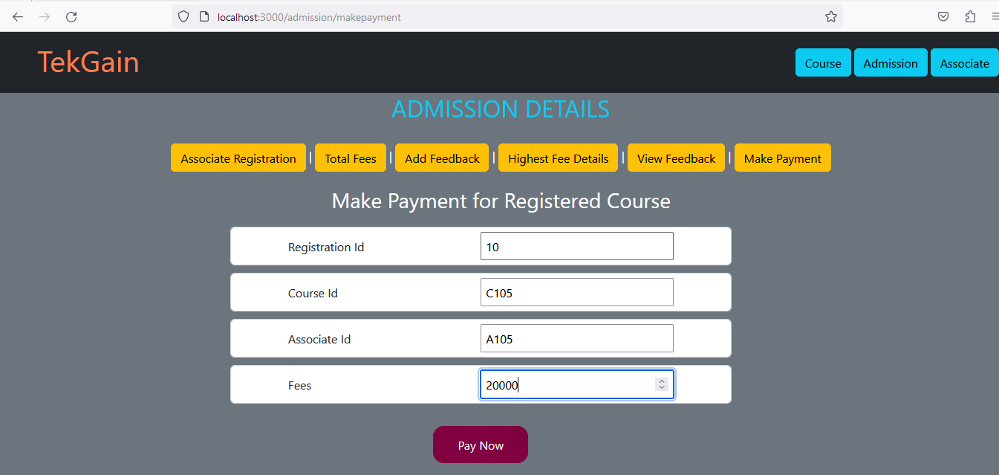 localhost:3000/admission/makepayment
TekGain
Course Admission Associate
ADMISSION DETAILS
Associate Registration | Total Fees | Add Feedback | Highest Fee Details | View Feedback | Make Payment
Make Payment for Registered Course
Registration Id 10
Course Id C105
Associate Id A105
Fees 20000
Pay Now